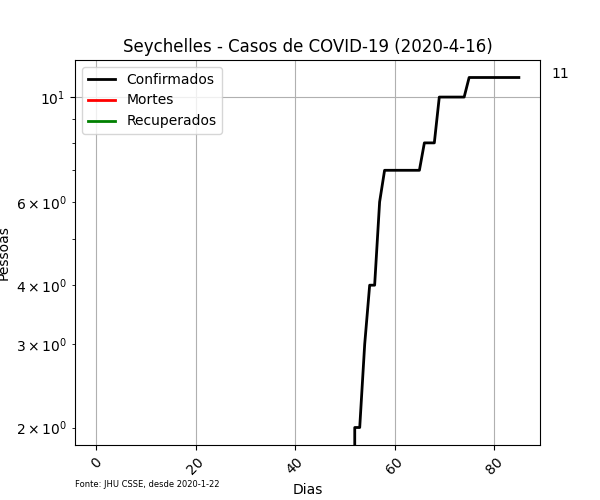 Seychelles - Casos de COVID-19 (2020-4-16)
Confirmados
Mortes
Recuperados
11
10¹
6 × 10⁰
4 × 10⁰
3 × 10⁰
2 × 10⁰
Pessoas
0 20 40 60 80
Fonte: JHU CSSE, desde 2020-1-22
Dias